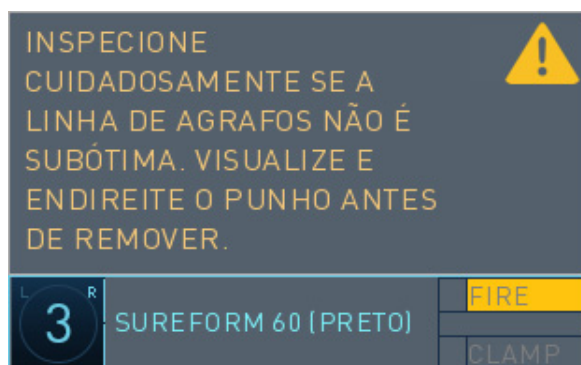 INSPECIONE
CUIDADOSAMENTE SE A
LINHA DE AGRAFOS NÃO É
SUBÓTIMA. VISUALIZE E
ENDIREITE O PUNHO ANTES
DE REMOVER.
L R
3
SUREFORM 60 (PRETO)
FIRE
CLAMP